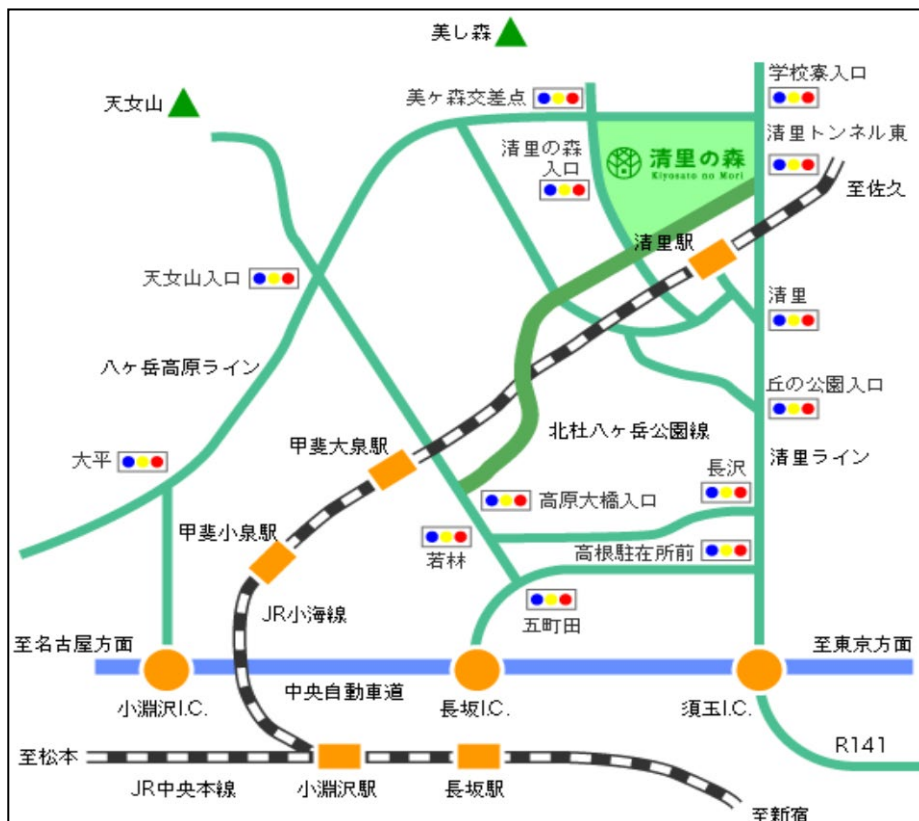 美し森
学校寮入口
天女山
美ケ森交差点
清里の森
入口
清里の森
Kiyosato no Mori
清里トンネル東
至佐久
清里駅
天女山入口
清里
八ヶ岳高原ライン
丘の公園入口
北杜八ヶ岳公園線
甲斐大泉駅
大平
清里ライン
長沢
高原大橋入口
甲斐小泉駅
若林
高根駐在所前
五町田
JR小海線
至名古屋方面
至東京方面
中央自動車道
小淵沢I.C.
長坂I.C.
須玉I.C.
R141
至松本
JR中央本線
小淵沢駅
長坂駅
至新宿